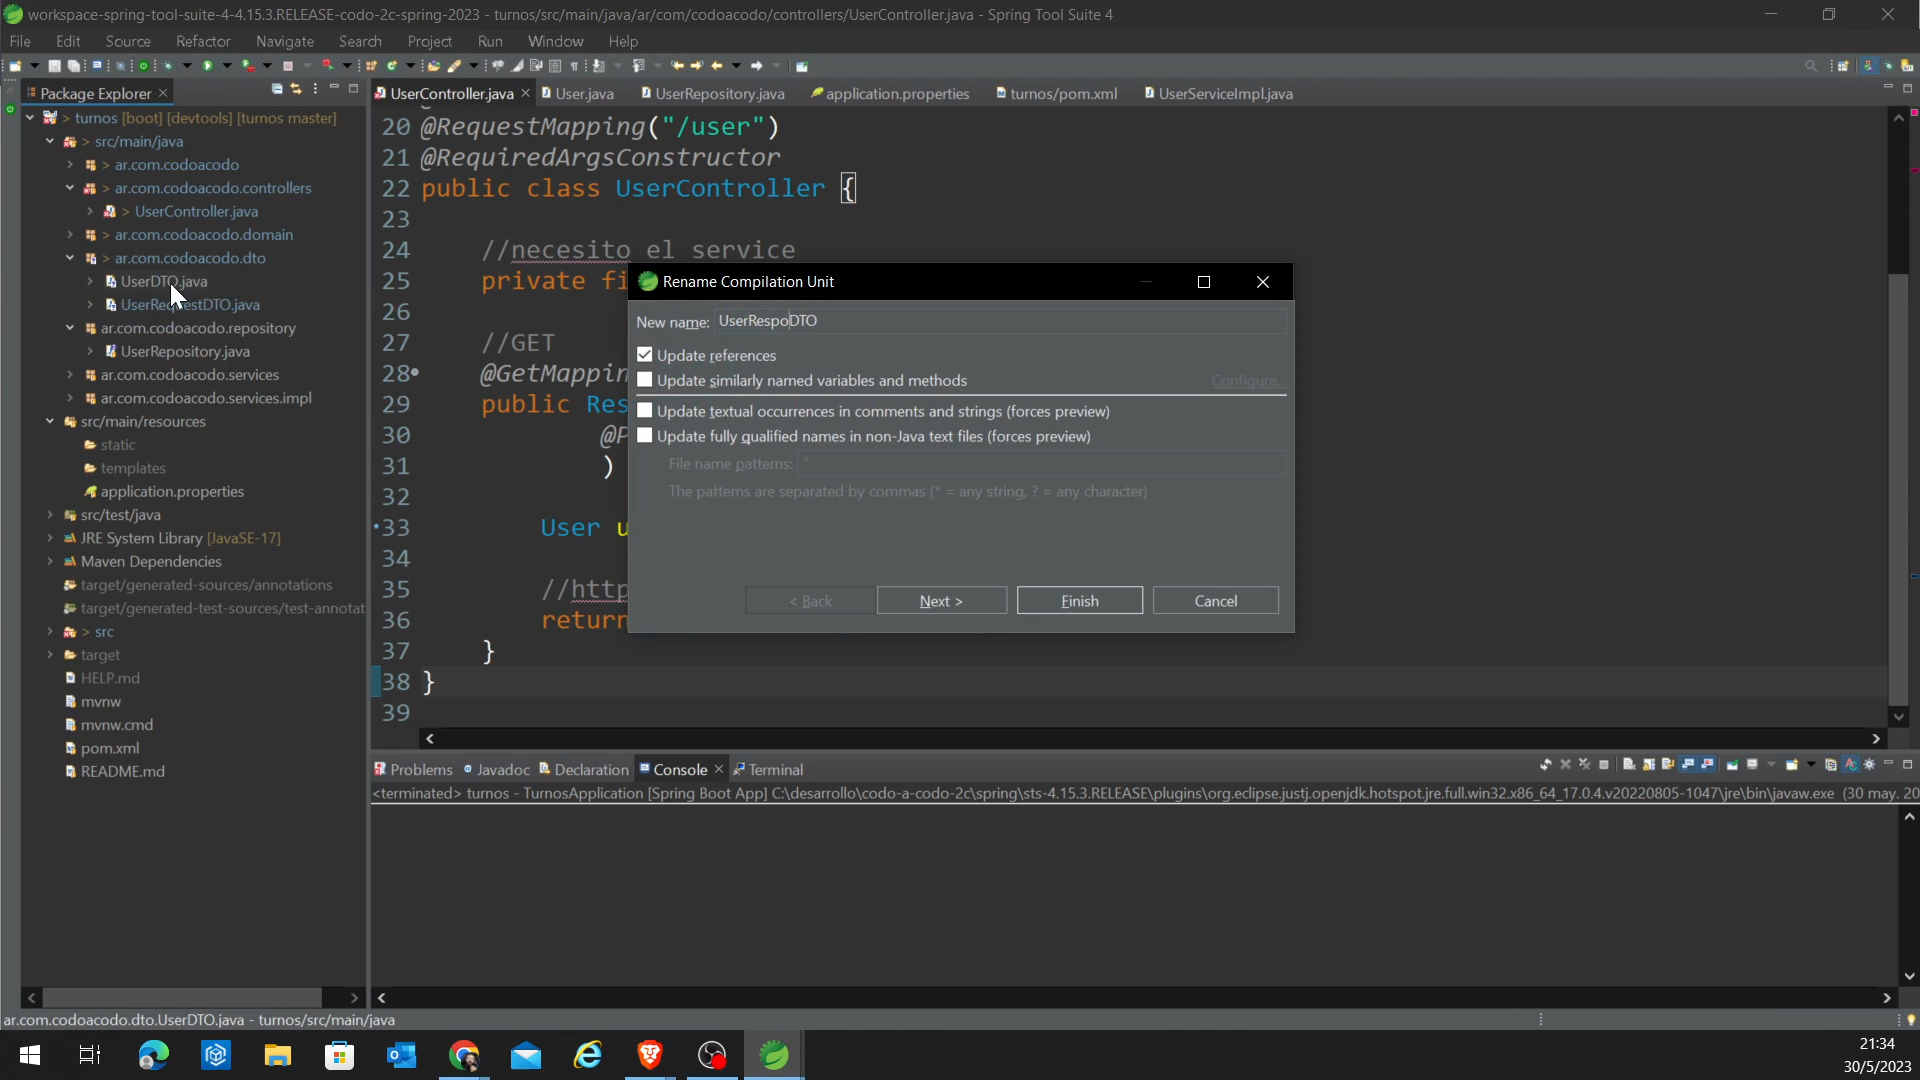 workspace-spring-tool-suite-4-4.15.3.RELEASE-codo-2c-spring-2023 - turnos/src/main/java/ar/com/codoacodo/controllers/UserController.java - Spring Tool Suite 4
File Edit Source Refactor Navigate Search Project Run Window Help
Package Explorer
UserController.java User.java UserRepository.java application.properties turnos/pom.xml UserServiceImpl.java
> turnos [boot] [devtools] [turnos master]
> src/main/java
> ar.com.codoacodo
> ar.com.codoacodo.controllers
> UserController.java
> ar.com.codoacodo.domain
> ar.com.codoacodo.dto
UserDTO.java
UserRequestDTO.java
ar.com.codoacodo.repository
UserRepository.java
ar.com.codoacodo.services
ar.com.codoacodo.services.impl
src/main/resources
static
templates
application.properties
src/test/java
JRE System Library [JavaSE-17]
Maven Dependencies
target/generated-sources/annotations
target/generated-test-sources/test-annotat
> src
target
HELP.md
mvnw
mvnw.cmd
pom.xml
README.md
20 @RequestMapping("/user")
21 @RequiredArgsConstructor
22 public class UserController {
23
24 //necesito el service
25 private fi
26
27 //GET
28 @GetMappin
29 public Res
30 @P
31 )
32
33 User u
34
35 //http
36 return
37 }
38 }
39
Rename Compilation Unit
New name: UserRespoDTO
Update references
Update similarly named variables and methods Configure...
Update textual occurrences in comments and strings (forces preview)
Update fully qualified names in non-Java text files (forces preview)
File name patterns: *
The patterns are separated by commas (* = any string, ? = any character)
< Back Next > Finish Cancel
Problems Javadoc Declaration Console Terminal
<terminated> turnos - TurnosApplication [Spring Boot App] C:\desarrollo\codo-a-codo-2c\spring\sts-4.15.3.RELEASE\plugins\org.eclipse.justj.openjdk.hotspot.jre.full.win32.x86_64_17.0.4.v20220805-1047\jre\bin\javaw.exe (30 may. 20
ar.com.codoacodo.dto.UserDTO.java - turnos/src/main/java
21:34
30/5/2023